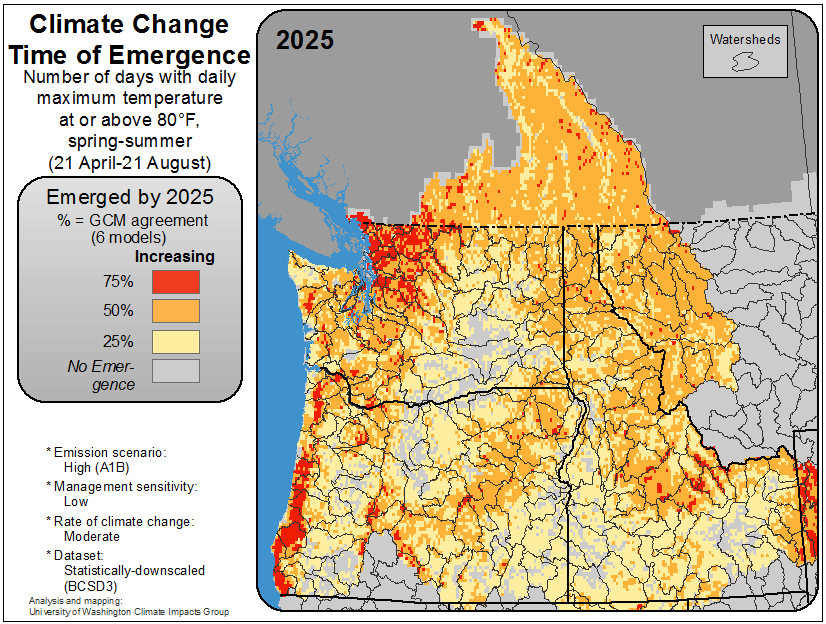 Climate Change
Time of Emergence
Number of days with daily
maximum temperature
at or above 80°F,
spring-summer
(21 April-21 August)
Emerged by 2025
% = GCM agreement
(6 models)
Increasing
75%
50%
25%
No Emer-
gence
* Emission scenario:
High (A1B)
* Management sensitivity:
Low
* Rate of climate change:
Moderate
* Dataset:
Statistically-downscaled
(BCSD3)
Analysis and mapping:
University of Washington Climate Impacts Group
2025
Watersheds